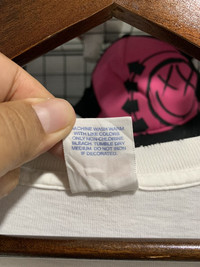 MACHINE WASH WARM
WITH LIKE COLORS
ONLY NON-CHLORINE
BLEACH. TUMBLE DRY
MEDIUM. DO NOT IRON
IF DECORATED.